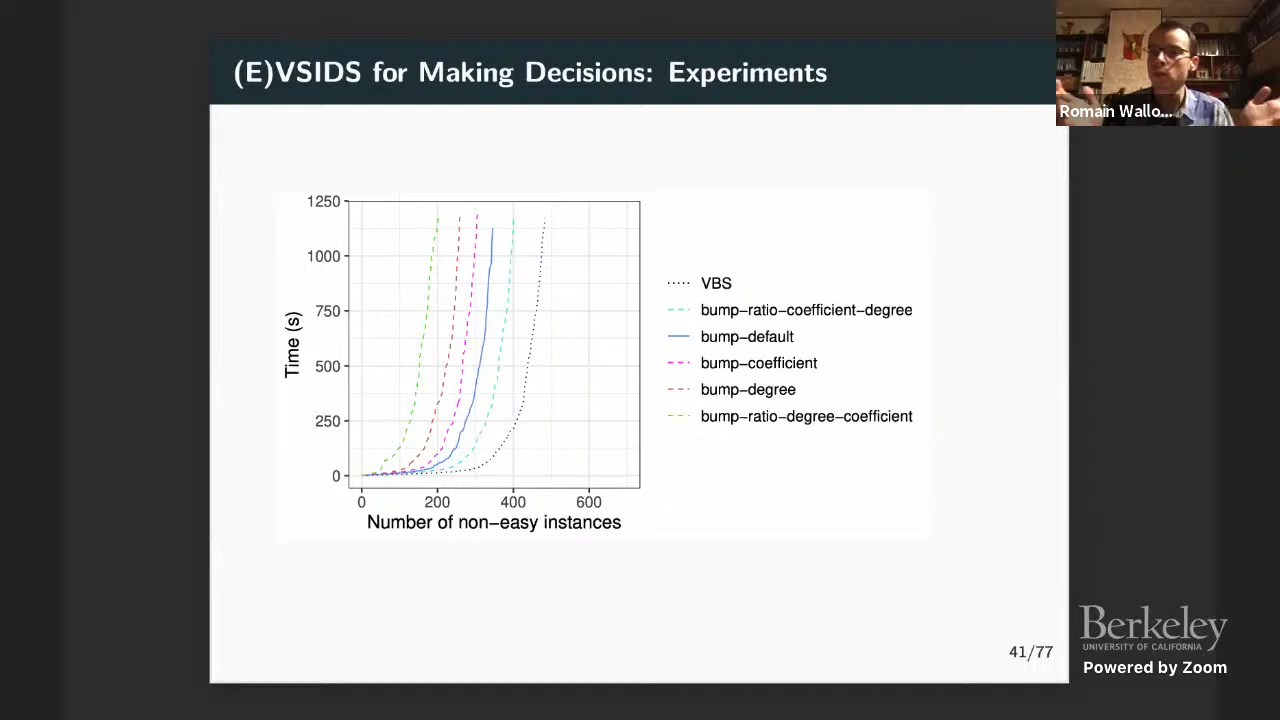 (E)VSIDS for Making Decisions: Experiments
Romain Wallo...
1250
1000
750
500
250
0
Time (s)
0 200 400 600
Number of non-easy instances
VBS
bump-ratio-coefficient-degree
bump-default
bump-coefficient
bump-degree
bump-ratio-degree-coefficient
41/77
Berkeley
UNIVERSITY OF CALIFORNIA
Powered by Zoom